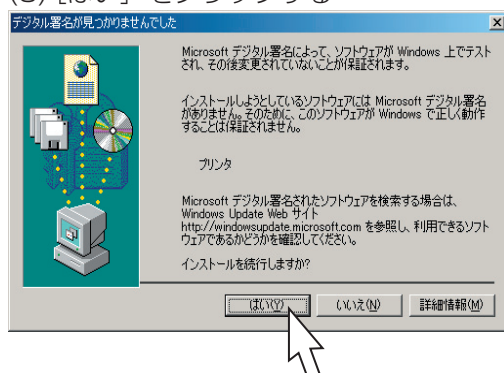 デジタル署名が見つかりませんでした
Microsoft デジタル署名によって、ソフトウェアが Windows 上でテスト
され、その後変更されていないことが保証されます。
インストールしようとしているソフトウェアには Microsoft デジタル署名
がありません。そのために、このソフトウェアが Windows で正しく動作
することは保証されません。
プリンタ
Microsoft デジタル署名されたソフトウェアを検索する場合は、
Windows Update Web サイト
http://windowsupdate.microsoft.com を参照し、利用できるソフト
ウェアであるかどうかを確認してください。
インストールを続行しますか?
はい(Y) いいえ(N) 詳細情報(M)